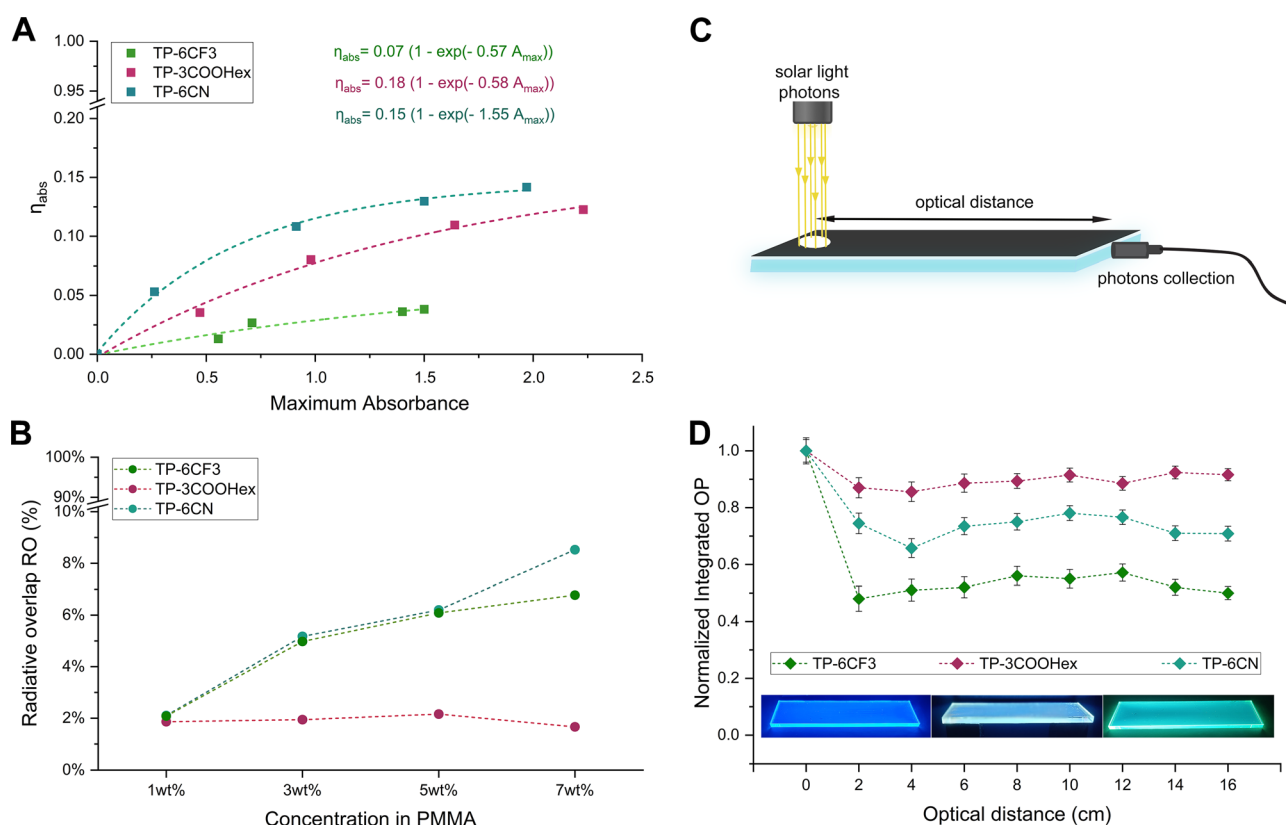 A
1.00
0.95
0.20
0.15
0.10
0.05
0.00
ηabs
TP-6CF3
TP-3COOHex
TP-6CN
ηabs= 0.07 (1 - exp(- 0.57 Amax))
ηabs= 0.18 (1 - exp(- 0.58 Amax))
ηabs= 0.15 (1 - exp(- 1.55 Amax))
0.0 0.5 1.0 1.5 2.0 2.5
Maximum Absorbance
B
100%
90%
10%
8%
6%
4%
2%
0%
Radiative overlap RO (%)
TP-6CF3
TP-3COOHex
TP-6CN
1wt% 3wt% 5wt% 7wt%
Concentration in PMMA
C
solar light
photons
optical distance
photons collection
D
1.0
0.8
0.6
0.4
0.2
0.0
Normalized Integrated OP
TP-6CF3 TP-3COOHex TP-6CN
0 2 4 6 8 10 12 14 16
Optical distance (cm)